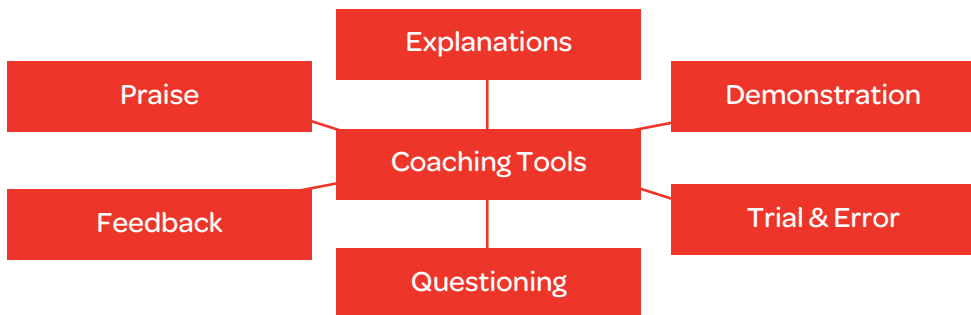 Explanations
Praise
Demonstration
Coaching Tools
Feedback
Trial & Error
Questioning